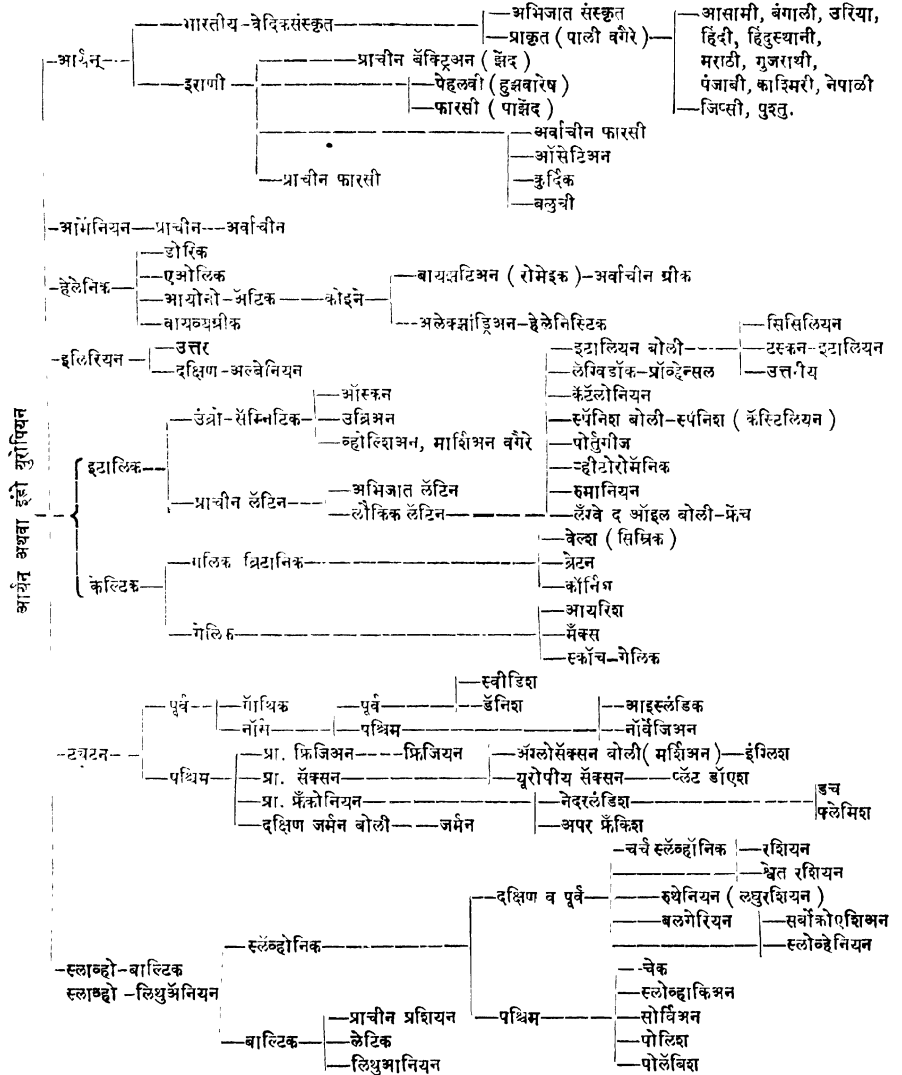 अभिजात संस्कृत
भारतीय-वेदिकसंस्कृत
प्राकृत (पाली वगैरे)
आसामी, बंगाली, उरिया,
हिंदी, हिंदुस्थानी,
मराठी, गुजराथी,
पंजाबी, काश्मिरी, नेपाळी
जिप्सी, पुश्तु.
आर्यन्
इराणी
प्राचीन बॅक्ट्रिअन (झेंद)
पेहलवी (हुझवारेष)
फारसी (पाझेंद)
अर्वाचीन फारसी
ऑसेटिअन
प्राचीन फारसी
कुर्दिक
बलुची
आर्मेनियन प्राचीन अर्वाचीन
हेलेनिक
डोरिक
एओलिक
आयोनो-ॲटिक कोइने
वायव्यग्रीक
बायझंटिअन (रोमेइक)-अर्वाचीन ग्रीक
अलेक्झांड्रिअन-हेलेनिस्टिक
इलिरियन
उत्तर
दक्षिण-अल्बेनियन
आर्यन् अथवा इंडो युरोपियन
इटालिक
उंब्रो-सॅम्निटिक
ऑस्कन
उंब्रिअन
व्होल्शिअन, मार्शिअन वगैरे
प्राचीन लॅटिन
अभिजात लॅटिन
लौकिक लॅटिन
इटालियन बोली
सिसिलियन
टस्कन-इटालियन
उत्तरीय
लँग्विडॉक-प्रॉव्हेन्सल
कॅटॅलोनियन
स्पॅनिश बोली-स्पॅनिश (कॅस्टिलियन)
पोर्तुगीज
ऱ्हीटोरोमॅनिक
रुमानियन
लँग्वे द ऑइल बोली-फ्रेंच
केल्टिक
गॅलिक ब्रिटानिक
वेल्श (सिम्रिक)
ब्रेटन
कॉर्निश
गेलिक
आयरिश
मँक्स
स्कॉच-गेलिक
ट्यूटन
पूर्व
गॉथिक
नॉर्स
पूर्व
स्वीडिश
डॅनिश
पश्चिम
आइस्लंडिक
नॉर्वेजिअन
पश्चिम
प्रा. फ्रिजिअन फ्रिजियन
प्रा. सॅक्सन
ॲंग्लोसॅक्सन बोली (मर्शिअन) इंग्लिश
यूरोपीय सॅक्सन प्लॅट डॉएश
प्रा. फ्रँकोनियन
नेदरलंडिश
डच
फ्लेमिश
अपर फ्रँकिश
दक्षिण जर्मन बोली जर्मन
स्लाव्हो-बाल्टिक
स्लाव्हो-लिथुॲनियन
स्लॅव्होनिक
दक्षिण व पूर्व
चर्च स्लॅव्हॉनिक
रशियन
श्वेत रशियन
रुथेनियन (लघुरशियन)
बलगेरियन
सर्बोक्रोएशिअन
स्लोव्हेनियन
पश्चिम
चेक
स्लोव्हाकिअन
सोर्बिअन
पोलिश
पोलॅबिश
बाल्टिक
प्राचीन प्रशियन
लेटिक
लिथुआनियन